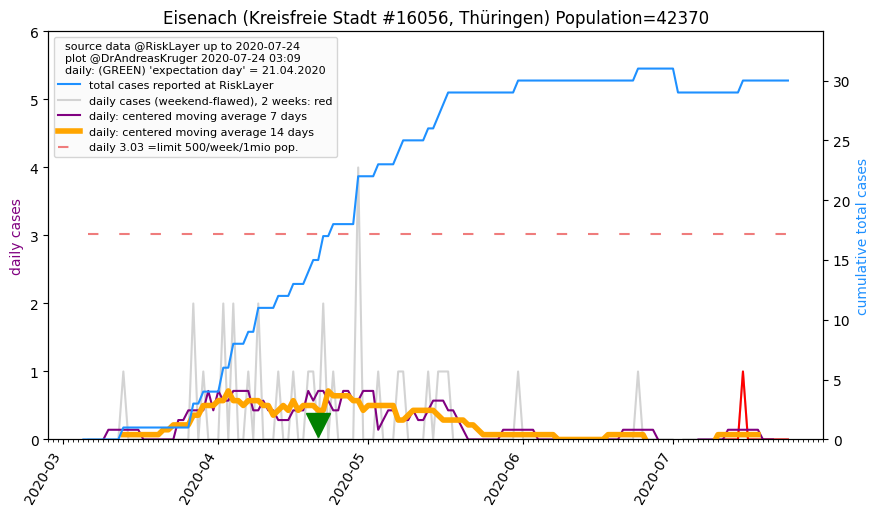 Eisenach (Kreisfreie Stadt #16056, Thüringen) Population=42370
source data @RiskLayer up to 2020-07-24
plot @DrAndreasKruger 2020-07-24 03:09
daily: (GREEN) 'expectation day' = 21.04.2020
total cases reported at RiskLayer
daily cases (weekend-flawed), 2 weeks: red
daily: centered moving average 7 days
daily: centered moving average 14 days
daily 3.03 =limit 500/week/1mio pop.
daily cases
6
5
4
3
2
1
0
cumulative total cases
30
25
20
15
10
5
0
2020-03
2020-04
2020-05
2020-06
2020-07